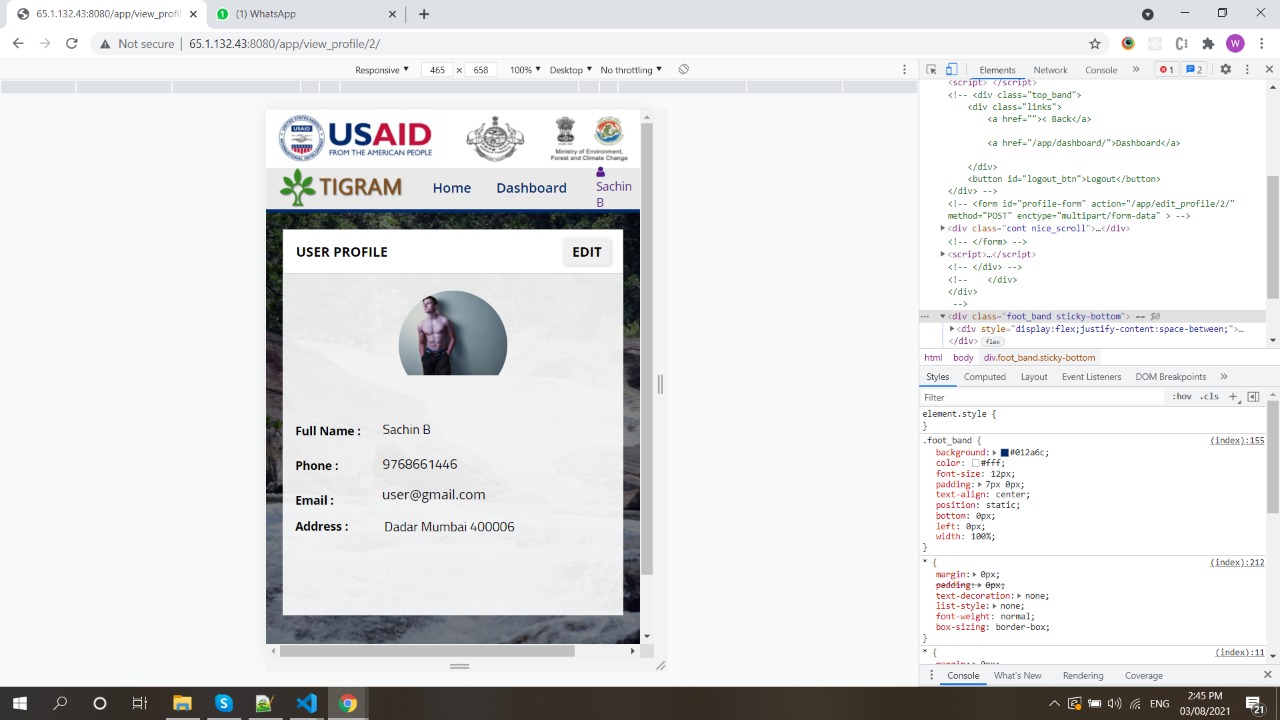 65.1.132.43:8080/app/view_profi
(1) WhatsApp
Not secure | 65.1.132.43:8080/app/view_profile/2/
W
Responsive ▼ 465 × 658 100% ▼ Desktop ▼ No throttling ▼
Elements Network Console » 1 2
USAID
USAID
FROM THE AMERICAN PEOPLE
Ministry of Environment,
Forest and Climate Change
TIGRAM
Home
Dashboard
Sachin
B
USER PROFILE
EDIT
Full Name : Sachin B
Phone : 9768661446
Email : user@gmail.com
Address : Dadar Mumbai 400006
<script> </script>
<!-- <div class="top_band">
<div class="links">
<a href="">< Back</a>
<a href="/app/dashboard/">Dashboard</a>
</div>
<button id="logout_btn">Logout</button>
</div> -->
<!-- <form id="profile-form" action="/app/edit_profile/2/"
method="POST" enctype="multipart/form-data" > -->
<div class="cont nice_scroll">…</div>
<!-- </form> -->
<script>…</script>
<!-- </div> -->
<!-- </div>
</div>
-->
<div class="foot_band sticky-bottom"> == $0
<div style="display:flex;justify-content:space-between;">…
</div> flex
html body div.foot_band.sticky-bottom
Styles Computed Layout Event Listeners DOM Breakpoints »
Filter :hov .cls +
element.style {
}
.foot_band { (index):155
background: #012a6c;
color: #fff;
font-size: 12px;
padding: 7px 0px;
text-align: center;
position: static;
bottom: 0px;
left: 0px;
width: 100%;
}
* { (index):212
margin: 0px;
padding: 0px;
text-decoration: none;
list-style: none;
font-weight: normal;
box-sizing: border-box;
}
* { (index):11
margin: 0px;
Console What's New Rendering Coverage
ENG
2:45 PM
03/08/2021
21